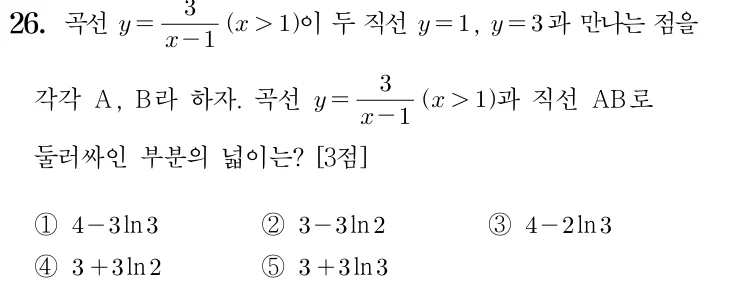 26. 곡선 y=3/(x−1) (x>1)이 두 직선 y=1, y=3과 만나는 점을
각각 A, B라 하자. 곡선 y=3/(x−1) (x>1)과 직선 AB로
둘러싸인 부분의 넓이는? [3점]
① 4−3ln3 ② 3−3ln2 ③ 4−2ln3
④ 3+3ln2 ⑤ 3+3ln3